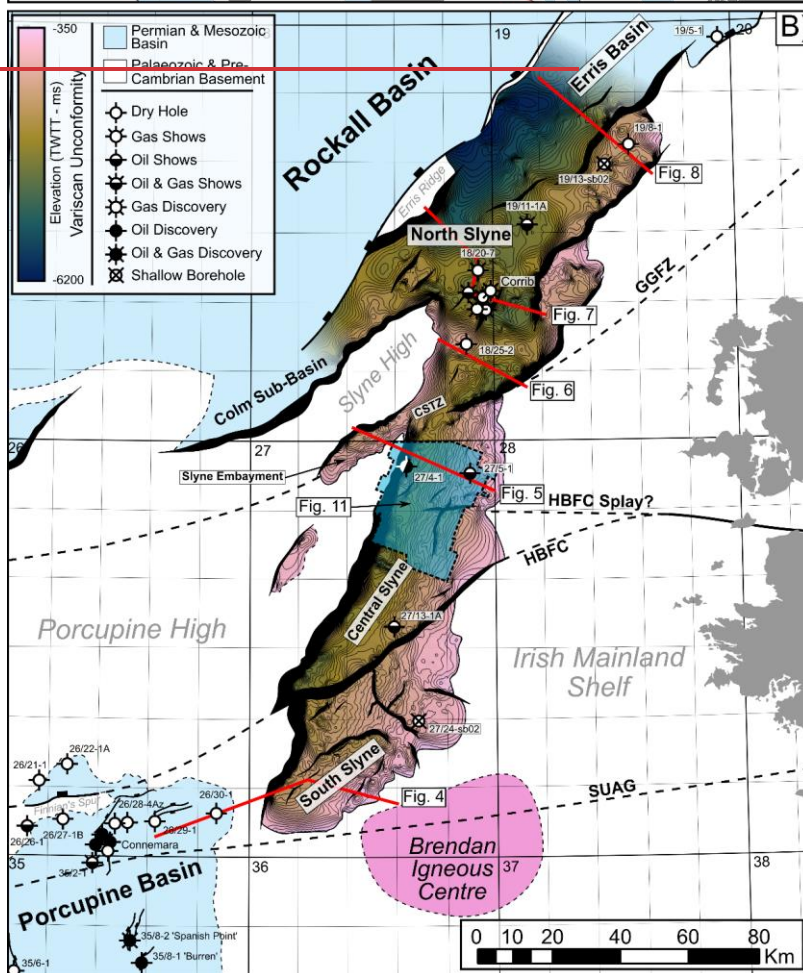 B
-350
-6200
Elevation (TWTT - ms)
Variscan Unconformity
Permian & Mesozoic
Basin
Palaeozoic & Pre-
Cambrian Basement
Dry Hole
Gas Shows
Oil Shows
Oil & Gas Shows
Gas Discovery
Oil Discovery
Oil & Gas Discovery
Shallow Borehole
19
20
19/5-1
Erris Basin
Rockall Basin
19/8-1
19/13-sb02
Fig. 8
Erris Ridge
19/11-1A
North Slyne
18/20-7
Corrib
GGFZ
Fig. 7
18/25-2
Slyne High
Fig. 6
Colm Sub-Basin
CSTZ
26
27
28
Slyne Embayment
27/4-1
27/5-1
Fig. 5
Fig. 11
HBFC Splay?
HBFC
Central Slyne
27/13-1A
Porcupine High
Irish Mainland
Shelf
27/24-sb02
26/22-1A
26/21-1
South Slyne
SUAG
Finnian's Spur
26/28-4Az
26/30-1
Fig. 4
26/26-1
26/27-1B
26/29-1
Connemara
35
36
37
38
35/2-1
Brendan
Igneous
Centre
Porcupine Basin
35/8-2 'Spanish Point'
35/8-1 'Burren'
35/6-1
0 10 20 40 60 80
Km